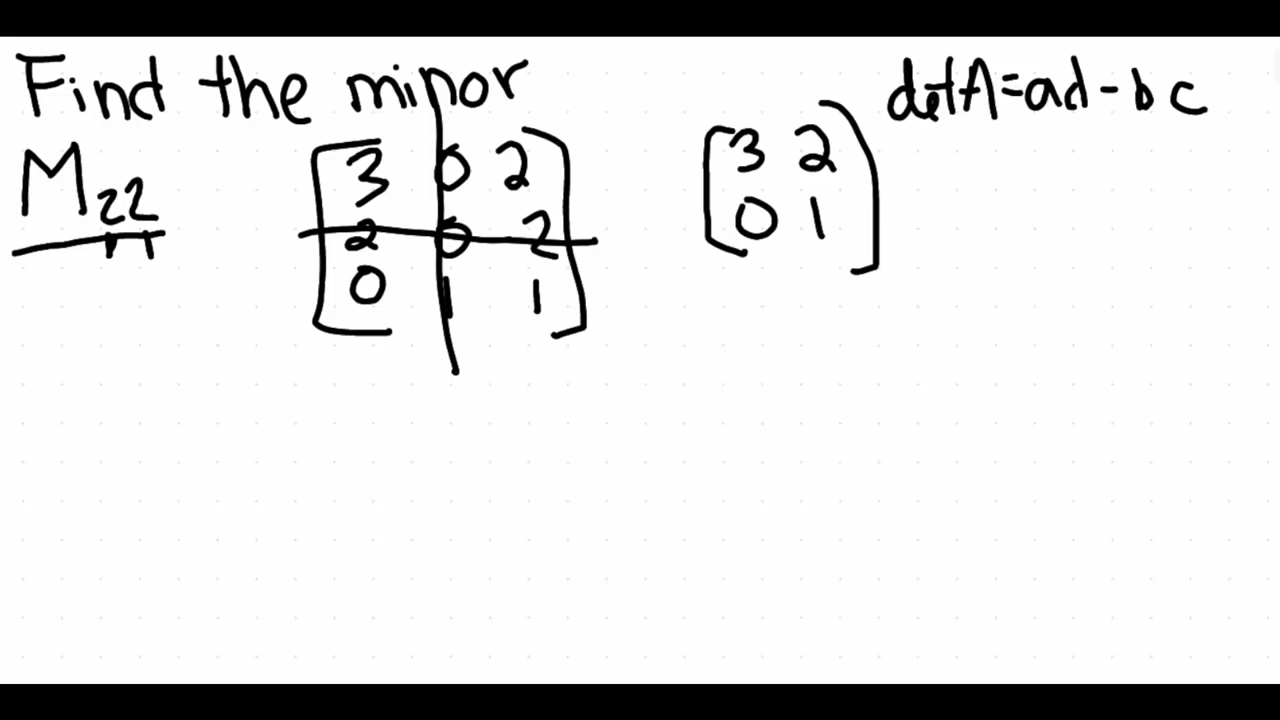 Find the minor
M22
3 0 2
2 0 2
0 1 1
3 2
0 1
detA=ad-bc